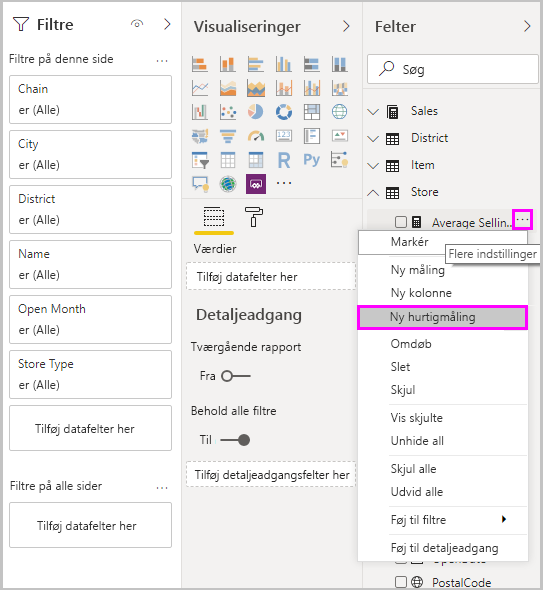 Filtre
Filtre på denne side
Chain
er (Alle)
City
er (Alle)
District
er (Alle)
Name
er (Alle)
Open Month
er (Alle)
Store Type
er (Alle)
Tilføj datafelter her
Filtre på alle sider
Tilføj datafelter her
Visualiseringer
123
R
Py
Værdier
Tilføj datafelter her
Detaljeadgang
Tværgående rapport
Fra
Behold alle filtre
Til
Tilføj detaljeadgangsfelter her
Felter
Søg
Sales
District
Item
Store
Average Sellin...
Markér
Flere indstillinger
Ny måling
Ny kolonne
Ny hurtigmåling
Omdøb
Slet
Skjul
Vis skjulte
Unhide all
Skjul alle
Udvid alle
Føj til filtre
Føj til detaljeadgang
PostalCode